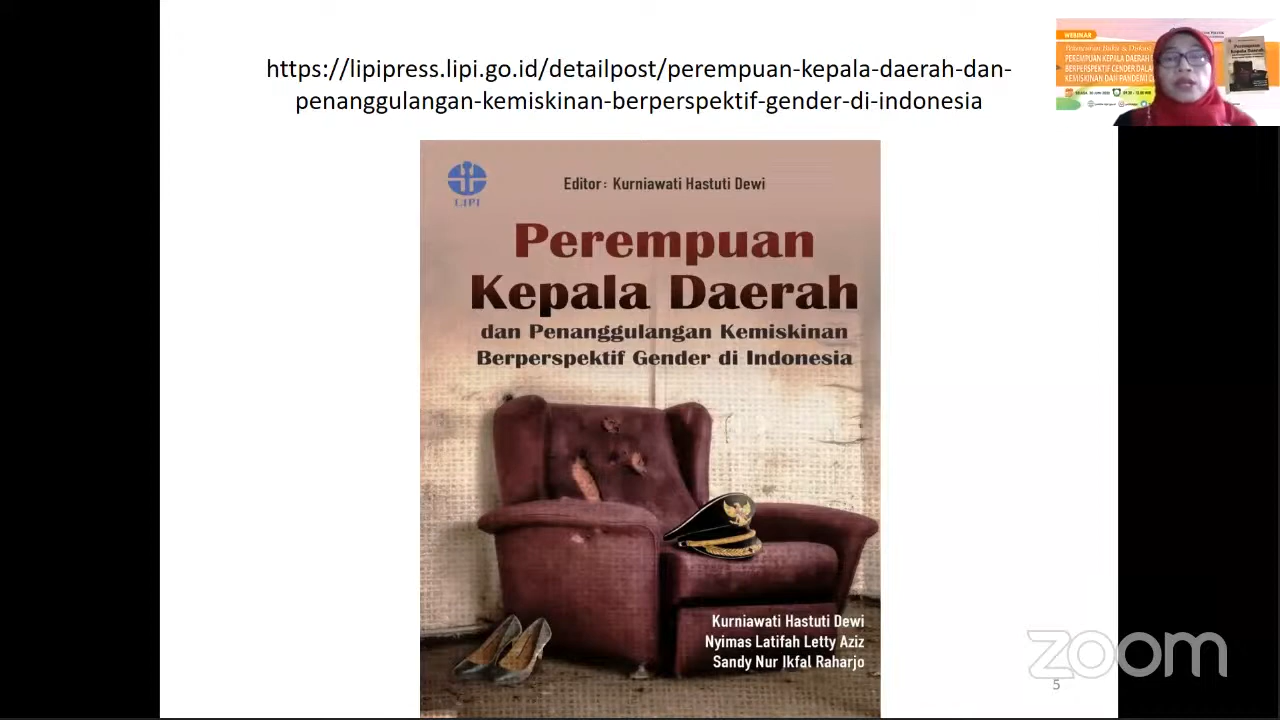 https://lipipress.lipi.go.id/detailpost/perempuan-kepala-daerah-dan-
penanggulangan-kemiskinan-berperspektif-gender-di-indonesia
WEBINAR
LIPI
Editor: Kurniawati Hastuti Dewi
Perempuan
Kepala Daerah
dan Penanggulangan Kemiskinan
Berperspektif Gender di Indonesia
Kurniawati Hastuti Dewi
Nyimas Latifah Letty Aziz
Sandy Nur Ikfal Raharjo
zoom
5